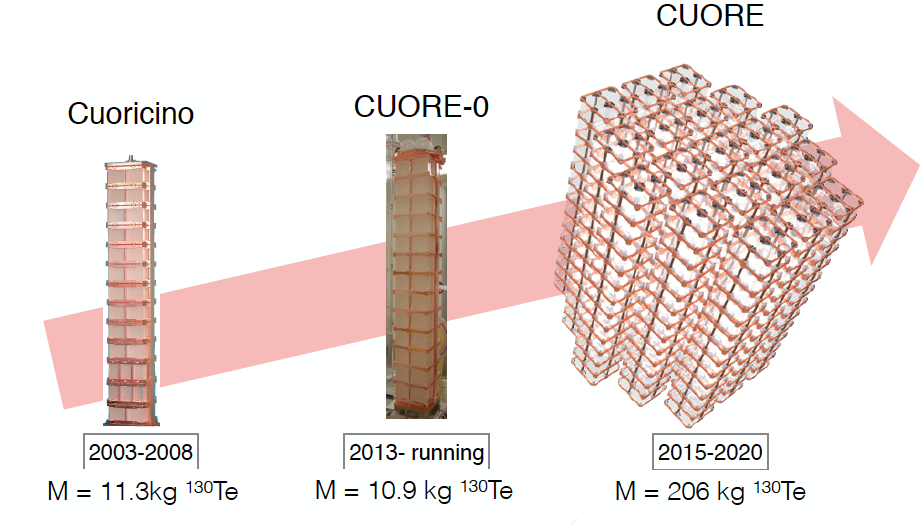 CUORE
Cuoricino
CUORE-0
2003-2008
2013- running
2015-2020
M = 11.3kg ¹³⁰Te
M = 10.9 kg ¹³⁰Te
M = 206 kg ¹³⁰Te